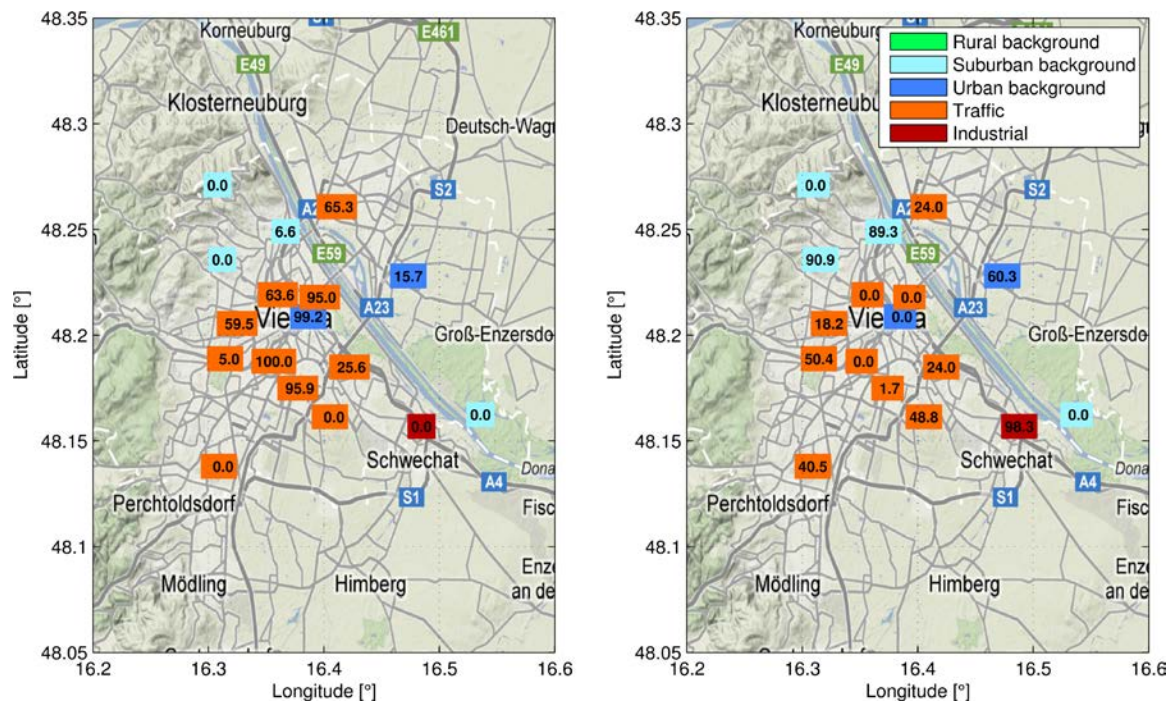 48.35
48.3
48.25
48.2
48.15
48.1
48.05
Latitude [°]
16.2
16.3
16.4
16.5
16.6
Longitude [°]
Korneuburg
E461
E49
Klosterneuburg
Deutsch-Wagr
0.0
S2
A2
65.3
6.6
0.0
E59
15.7
63.6
95.0
A23
99.2
59.5
Groß-Enzersdo
5.0
100.0
25.6
95.9
0.0
0.0
0.0
Schwechat
0.0
Dona
A4
Perchtoldsdorf
S1
Fisc
Enze
Mödling
Himberg
an de
48.35
48.3
48.25
48.2
48.15
48.1
48.05
Latitude [°]
16.2
16.3
16.4
16.5
16.6
Longitude [°]
Korneuburg
Rural background
Suburban background
Urban background
Traffic
Industrial
E49
Klosterneubu
0.0
S2
A2
24.0
89.3
90.9
E59
60.3
0.0
0.0
A23
0.0
18.2
Groß-Enzersdo
50.4
0.0
24.0
1.7
48.8
98.3
0.0
Schwechat
40.5
Dona
A4
Perchtoldsdorf
S1
Fisc
Enze
Mödling
Himberg
an de